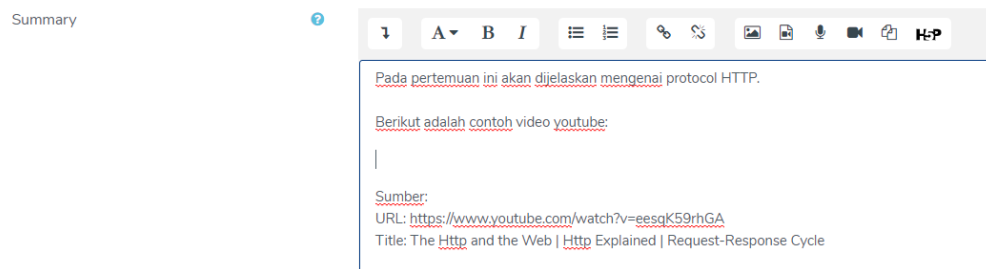 Summary
A B I H5P
Pada pertemuan ini akan dijelaskan mengenai protocol HTTP.
Berikut adalah contoh video youtube:
Sumber:
URL: https://www.youtube.com/watch?v=eesqK59rhGA
Title: The Http and the Web | Http Explained | Request-Response Cycle